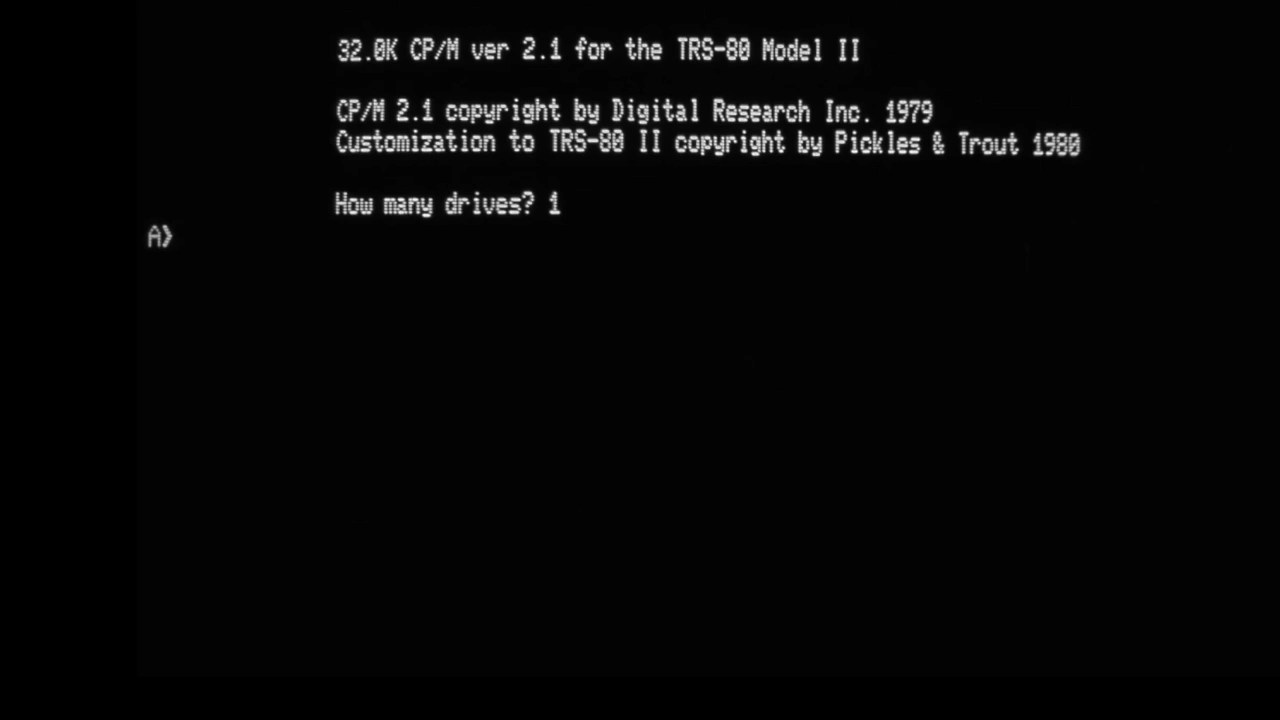 32.0K CP/M ver 2.1 for the TRS-80 Model II
CP/M 2.1 copyright by Digital Research Inc. 1979
Customization to TRS-80 II copyright by Pickles & Trout 1980
How many drives? 1
A>